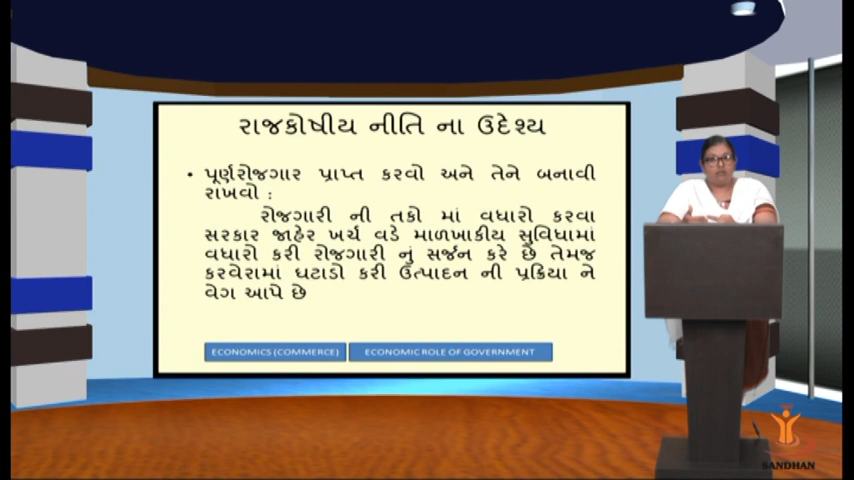 રાજકોષીય નીતિ ના ઉદેશ્ય
• પૂર્ણરોજગાર પ્રાપ્ત કરવો અને તેને બનાવી
રાખવો :
રોજગારી ની તકો માં વધારો કરવા
સરકાર જાહેર ખર્ચ વડે માળખાકીય સુવિધામાં
વધારો કરી રોજગારી નું સર્જન કરે છે તેમજ
કરવેરામાં ઘટાડો કરી ઉત્પાદન ની પ્રક્રિયા ને
વેગ આપે છે
ECONOMICS (COMMERCE)
ECONOMIC ROLE OF GOVERNMENT
SANDHAN